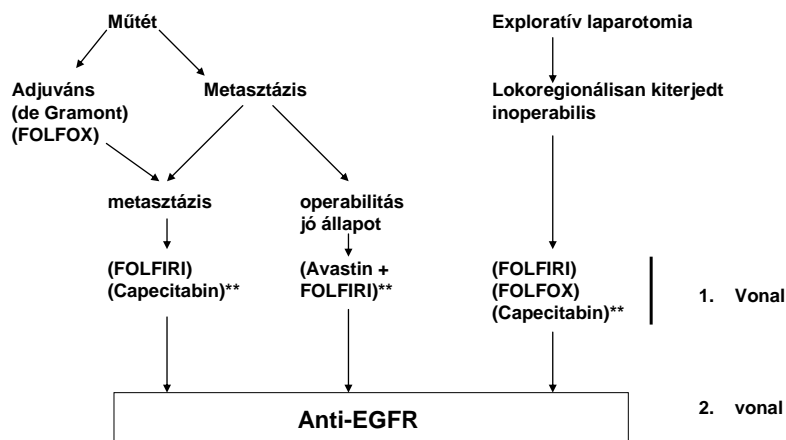 Műtét
Exploratív laparotomia
Adjuváns
(de Gramont)
(FOLFOX)
Metasztázis
Lokoregionálisan kiterjedt
inoperabilis
metasztázis
operabilitás
jó állapot
(FOLFIRI)
(Capecitabin)**
(Avastin +
FOLFIRI)**
(FOLFIRI)
(FOLFOX)
(Capecitabin)**
1. Vonal
Anti-EGFR
2. vonal